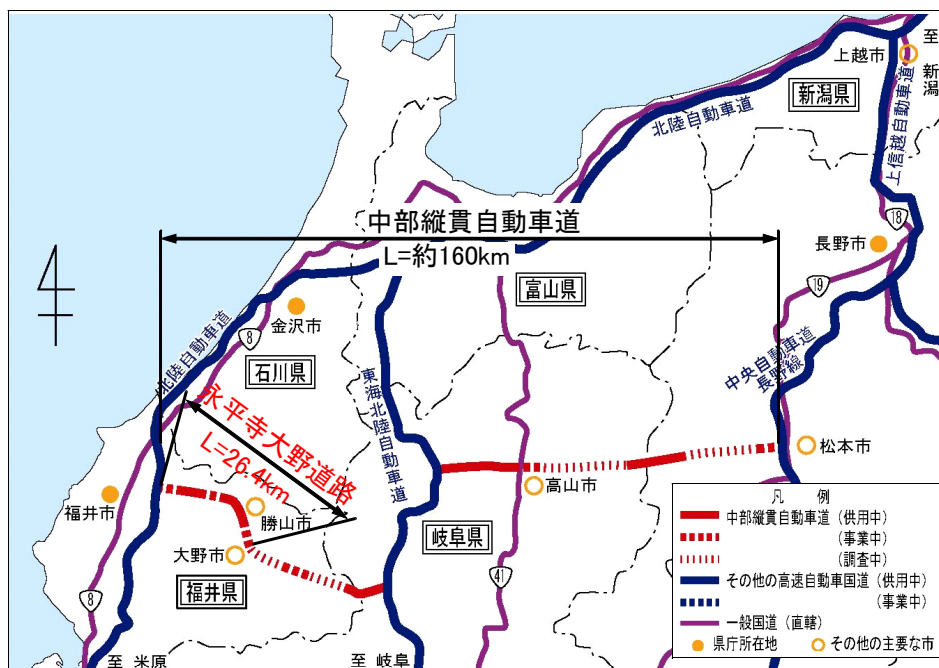 至
新
潟
上越市
新潟県
北陸自動車道
上信越自動車道
18
長野市
中部縦貫自動車道
L=約160km
19
富山県
金沢市
8
石川県
北陸自動車道
中央自動車道
長野線
東海北陸自動車道
永平寺大野道路
L=26.4km
松本市
高山市
福井市
勝山市
大野市
岐阜県
福井県
41
8
至 米原
至 岐阜
凡 例
中部縦貫自動車道（供用中）
（事業中）
（調査中）
その他の高速自動車国道（供用中）
（事業中）
一般国道（直轄）
県庁所在地 その他の主要な市